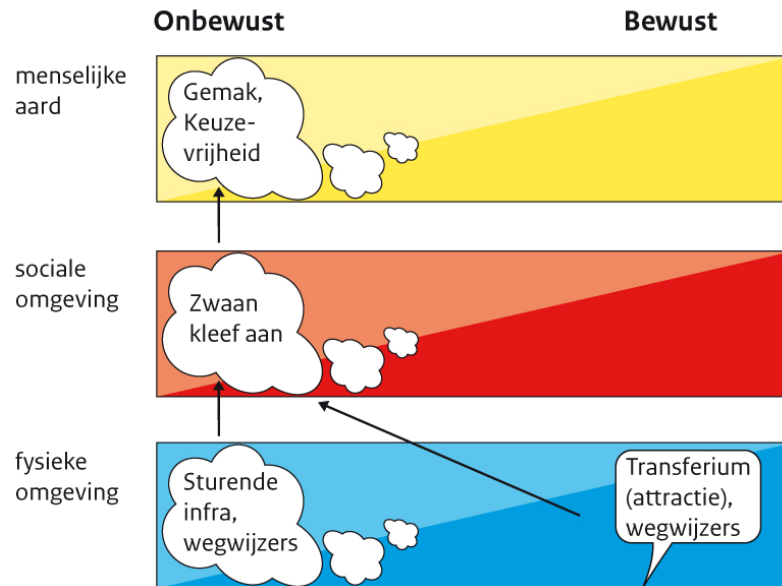 Onbewust
Bewust
menselijke
aard
Gemak,
Keuze-
vrijheid
sociale
omgeving
Zwaan
kleef aan
fysieke
omgeving
Sturende
infra,
wegwijzers
Transferium
(attractie),
wegwijzers